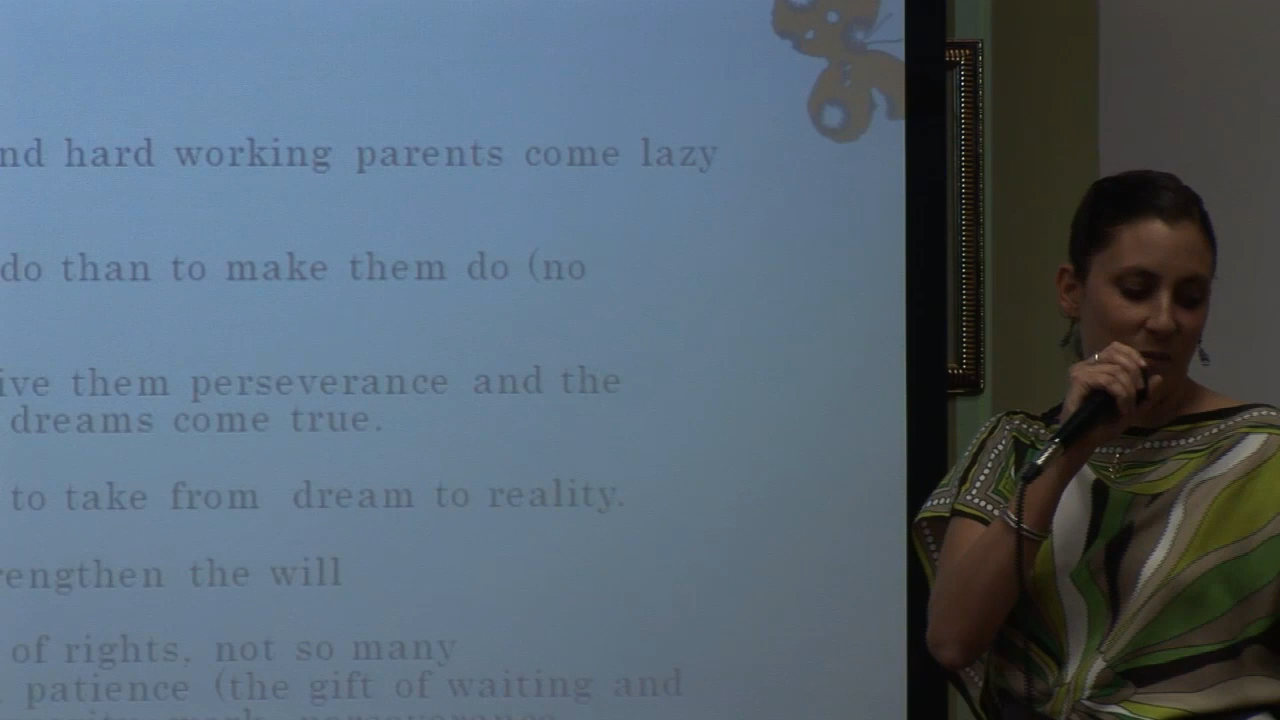 nd hard working parents come lazy
do than to make them do (no
ive them perseverance and the
dreams come true.
to take from dream to reality.
rengthen the will
of rights, not so many
patience (the gift of waiting and
work, perseverance